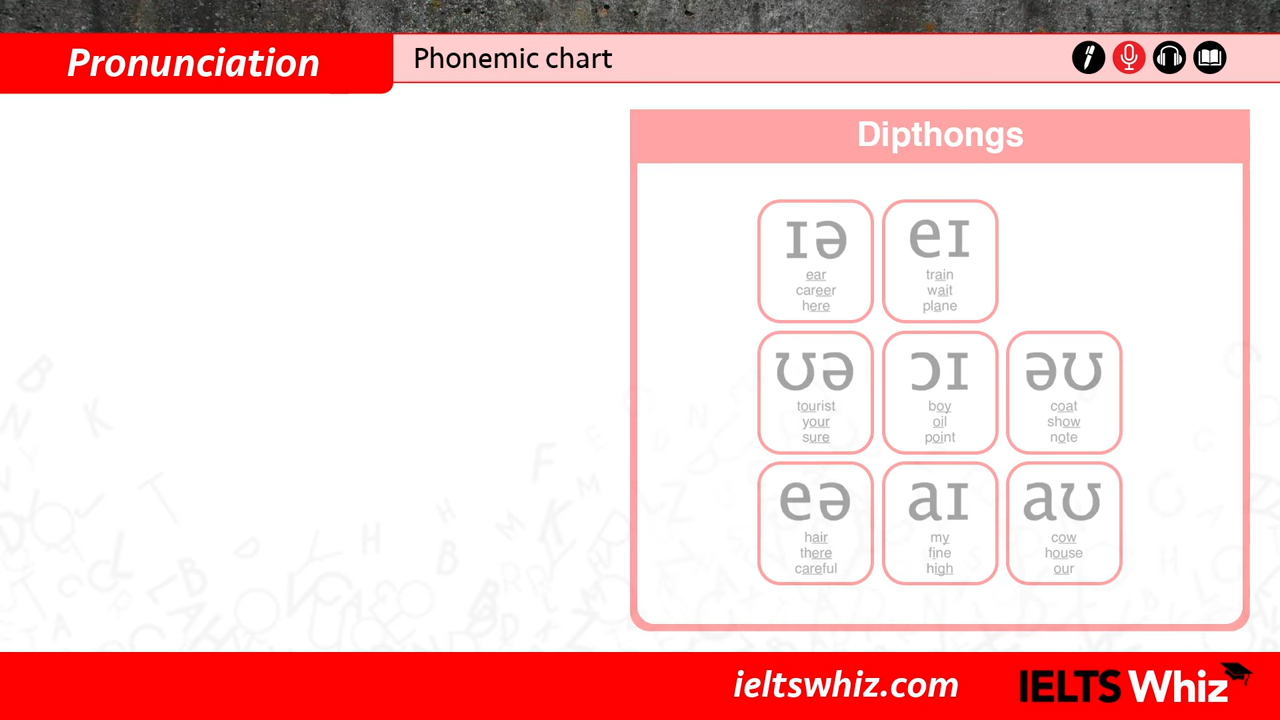 Pronunciation
Phonemic chart
Dipthongs
ɪə
ear
career
here
eɪ
train
wait
plane
ʊə
tourist
your
sure
ɔɪ
boy
oil
point
əʊ
coat
show
note
eə
hair
there
careful
aɪ
my
fine
high
aʊ
cow
house
our
ieltswhiz.com
IELTS Whiz